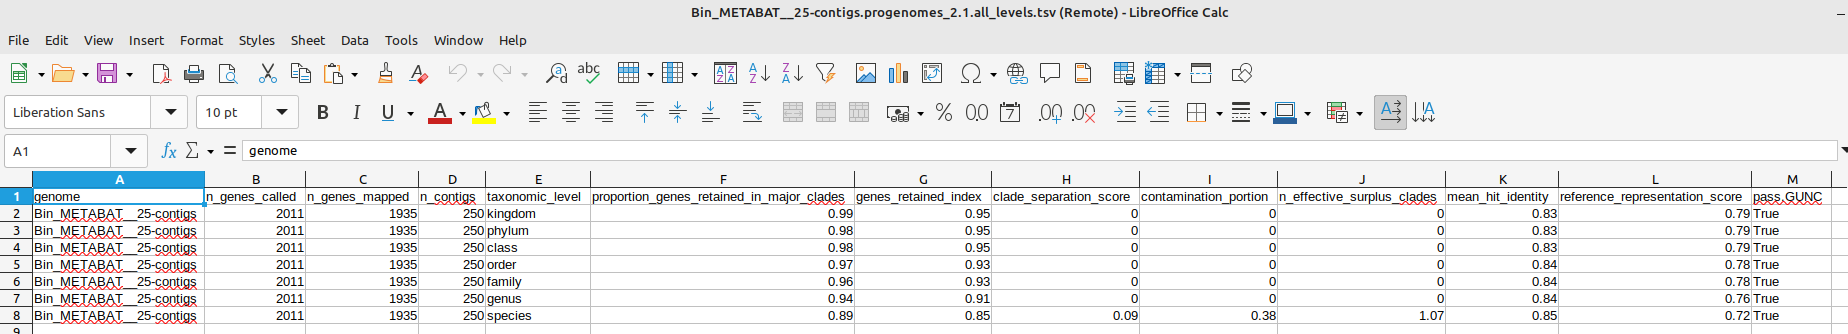 Bin_METABAT__25-contigs.progenomes_2.1.all_levels.tsv (Remote) - LibreOffice Calc
File Edit View Insert Format Styles Sheet Data Tools Window Help
Liberation Sans 10 pt
A1 genome
A B C D E F G H I J K L M
1 genome n_genes_called n_genes_mapped n_contigs taxonomic_level proportion_genes_retained_in_major_clades genes_retained_index clade_separation_score contamination_portion n_effective_surplus_clades mean_hit_identity reference_representation_score pass.GUNC
2 Bin_METABAT__25-contigs 2011 1935 250 kingdom 0.99 0.95 0 0 0 0.83 0.79 True
3 Bin_METABAT__25-contigs 2011 1935 250 phylum 0.98 0.95 0 0 0 0.83 0.79 True
4 Bin_METABAT__25-contigs 2011 1935 250 class 0.98 0.95 0 0 0 0.83 0.79 True
5 Bin_METABAT__25-contigs 2011 1935 250 order 0.97 0.93 0 0 0 0.84 0.78 True
6 Bin_METABAT__25-contigs 2011 1935 250 family 0.96 0.93 0 0 0 0.84 0.78 True
7 Bin_METABAT__25-contigs 2011 1935 250 genus 0.94 0.91 0 0 0 0.84 0.76 True
8 Bin_METABAT__25-contigs 2011 1935 250 species 0.89 0.85 0.09 0.38 1.07 0.85 0.72 True
9